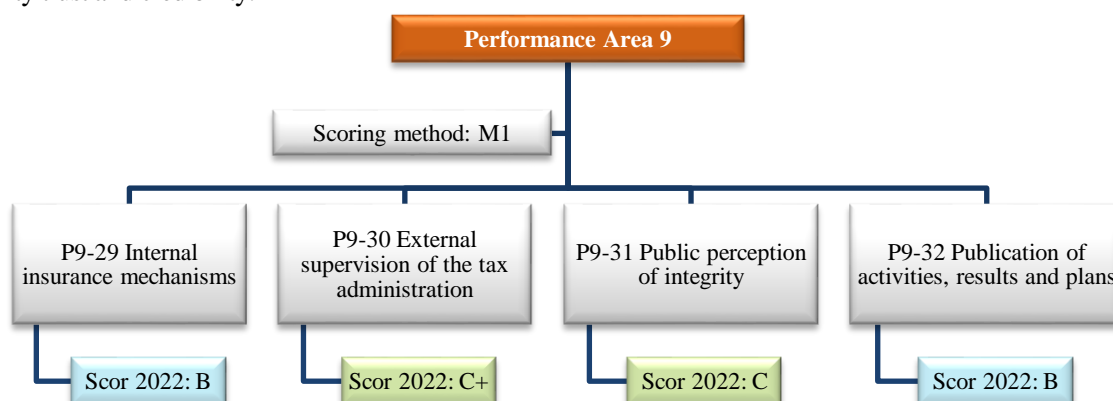 Performance Area 9
Scoring method: M1
P9-29 Internal
insurance mechanisms
P9-30 External
supervision of the tax
administration
P9-31 Public perception
of integrity
P9-32 Publication of
activities, results and plans
Scor 2022: B
Scor 2022: C+
Scor 2022: C
Scor 2022: B